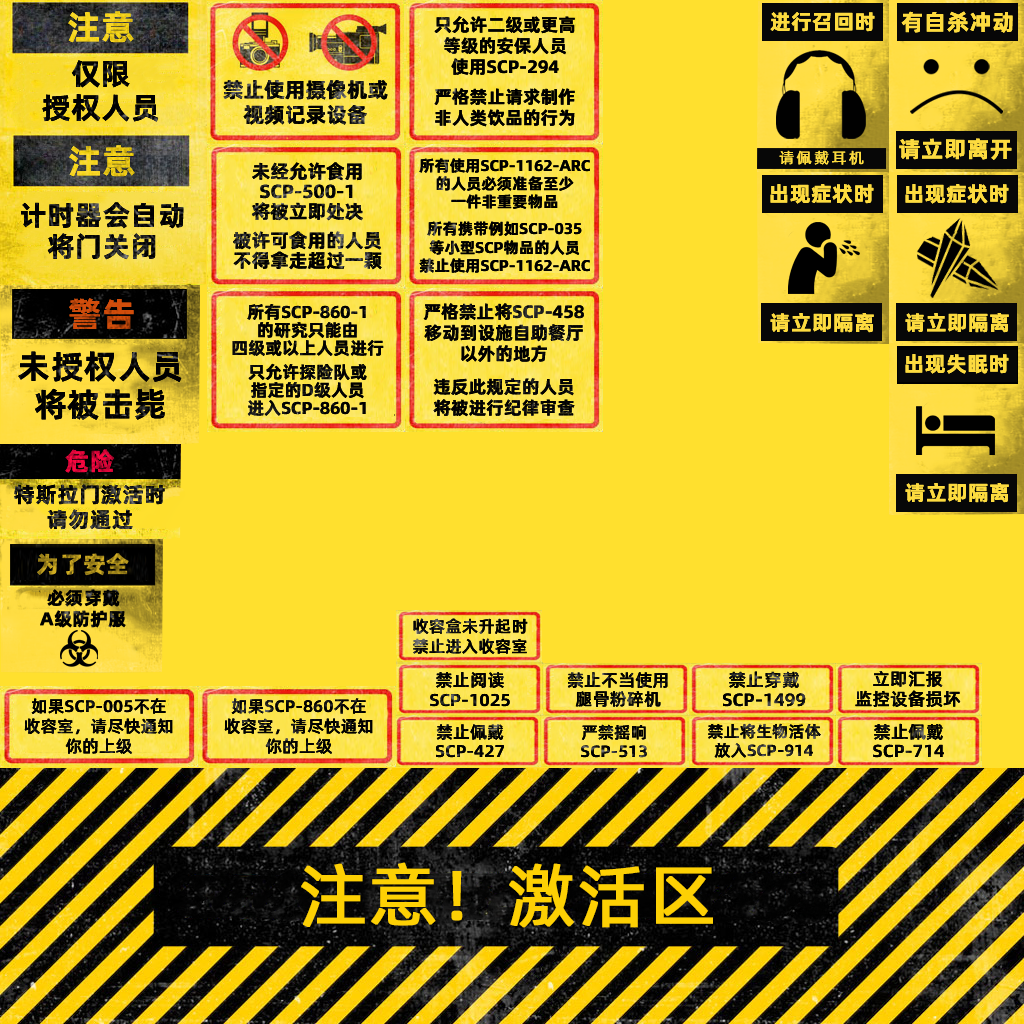 注意
仅限
授权人员
注意
计时器会自动
将门关闭
警告
未授权人员
将被击毙
危险
特斯拉门激活时
请勿通过
为了安全
必须穿戴
A级防护服
禁止使用摄像机或
视频记录设备
只允许二级或更高
等级的安保人员
使用SCP-294
严格禁止请求制作
非人类饮品的行为
未经允许食用
SCP-500-1
将被立即处决
被许可食用的人员
不得拿走超过一颗
所有使用SCP-1162-ARC
的人员必须准备至少
一件非重要物品
所有携带例如SCP-035
等小型SCP物品的人员
禁止使用SCP-1162-ARC
所有SCP-860-1
的研究只能由
四级或以上人员进行
只允许探险队或
指定的D级人员
进入SCP-860-1
严格禁止将SCP-458
移动到设施自助餐厅
以外的地方
违反此规定的人员
将被进行纪律审查
进行召回时
请佩戴耳机
有自杀冲动
请立即离开
出现症状时
请立即隔离
出现症状时
请立即隔离
出现失眠时
请立即隔离
收容盒未升起时
禁止进入收容室
禁止阅读
SCP-1025
禁止不当使用
腿骨粉碎机
禁止穿戴
SCP-1499
立即汇报
监控设备损坏
如果SCP-005不在
收容室，请尽快通知
你的上级
如果SCP-860不在
收容室，请尽快通知
你的上级
禁止佩戴
SCP-427
严禁摇响
SCP-513
禁止将生物活体
放入SCP-914
禁止佩戴
SCP-714
注意！激活区